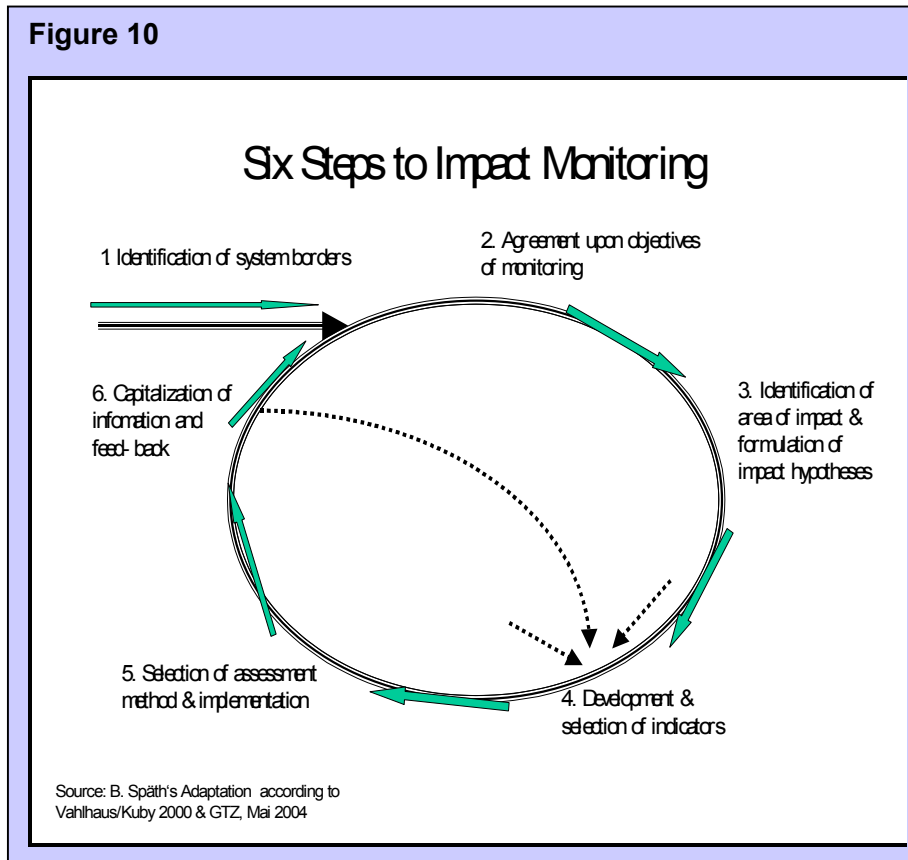 Figure 10
Six Steps to Impact Monitoring
1. Identification of system borders
2. Agreement upon objectives
of monitoring
3. Identification of
area of impact &
formulation of
impact hypotheses
4. Development &
selection of indicators
5. Selection of assessment
method & implementation
6. Capitalization of
infomation and
feed- back
Source: B. Späth‘s Adaptation according to
Vahlhaus/Kuby 2000 & GTZ, Mai 2004